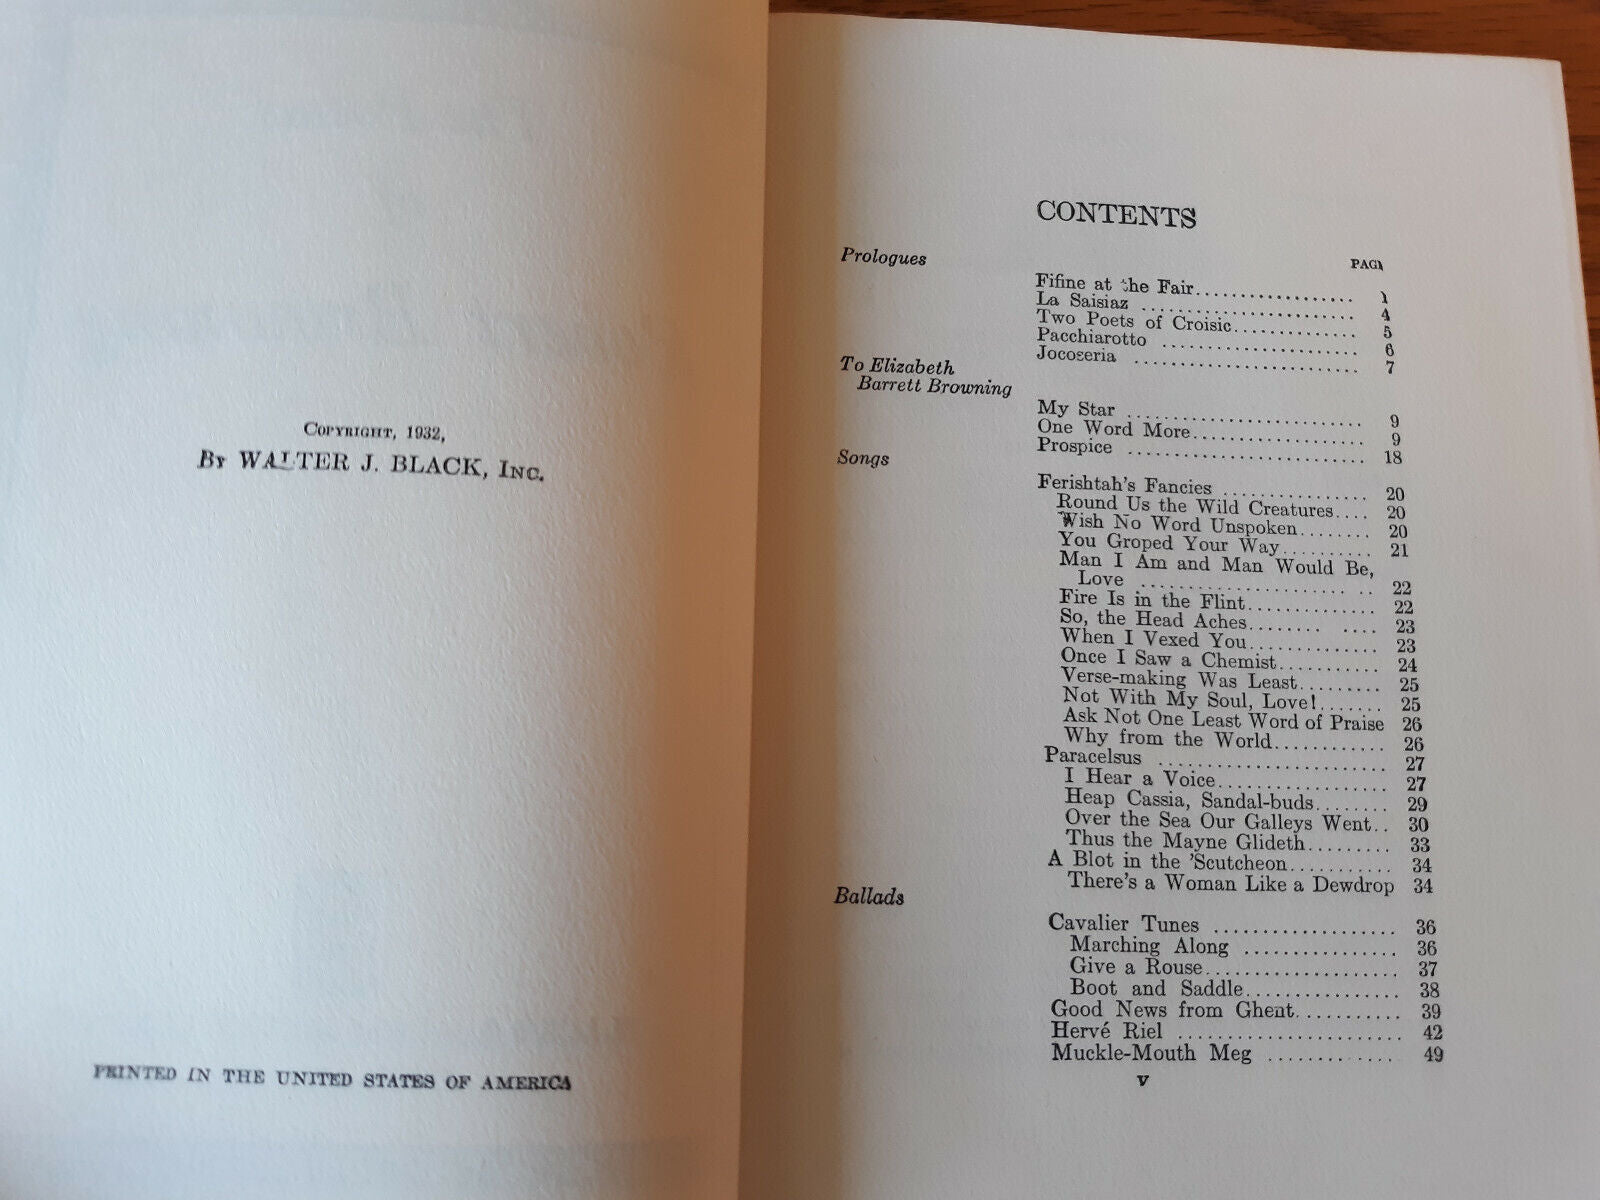 COPYRIGHT, 1932,
BY WALTER J. BLACK, INC.
PRINTED IN THE UNITED STATES OF AMERICA
CONTENTS
Prologues PAG
Fifine at the Fair.................. 1
La Saisiaz .................. 4
Two Poets of Croisic.............. 5
Pacchiarotto .................. 6
Jocoseria .................. 7
To Elizabeth
Barrett Browning
My Star .................. 9
One Word More.................. 9
Prospice .................. 18
Songs
Ferishtah's Fancies .................. 20
Round Us the Wild Creatures.... 20
Wish No Word Unspoken........ 20
You Groped Your Way.......... 21
Man I Am and Man Would Be,
Love .................. 22
Fire Is in the Flint.............. 22
So, the Head Aches........ .... 23
When I Vexed You.............. 23
Once I Saw a Chemist........... 24
Verse-making Was Least......... 25
Not With My Soul, Love!....... 25
Ask Not One Least Word of Praise 26
Why from the World............ 26
Paracelsus .................. 27
I Hear a Voice.................. 27
Heap Cassia, Sandal-buds........ 29
Over the Sea Our Galleys Went.. 30
Thus the Mayne Glideth......... 33
A Blot in the 'Scutcheon........... 34
There's a Woman Like a Dewdrop 34
Ballads
Cavalier Tunes .................. 36
Marching Along ................ 36
Give a Rouse.................. 37
Boot and Saddle................ 38
Good News from Ghent........... 39
Hervé Riel .................. 42
Muckle-Mouth Meg ............. 49
v